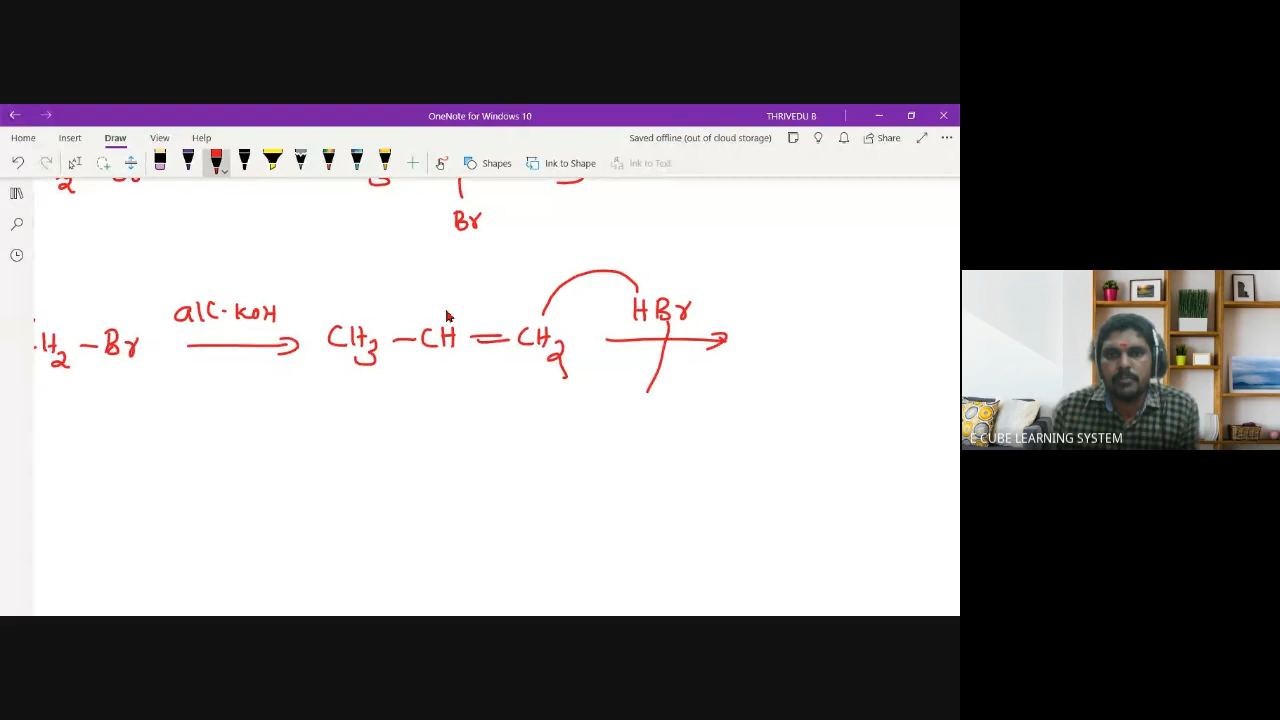 OneNote for Windows 10
THRIVEDU B
Home Insert Draw View Help
Saved offline (out of cloud storage)
Share
Shapes
Ink to Shape
Ink to Text
Br
H2 – Br alc. KOH CH3 – CH = CH2 HBr
E CUBE LEARNING SYSTEM